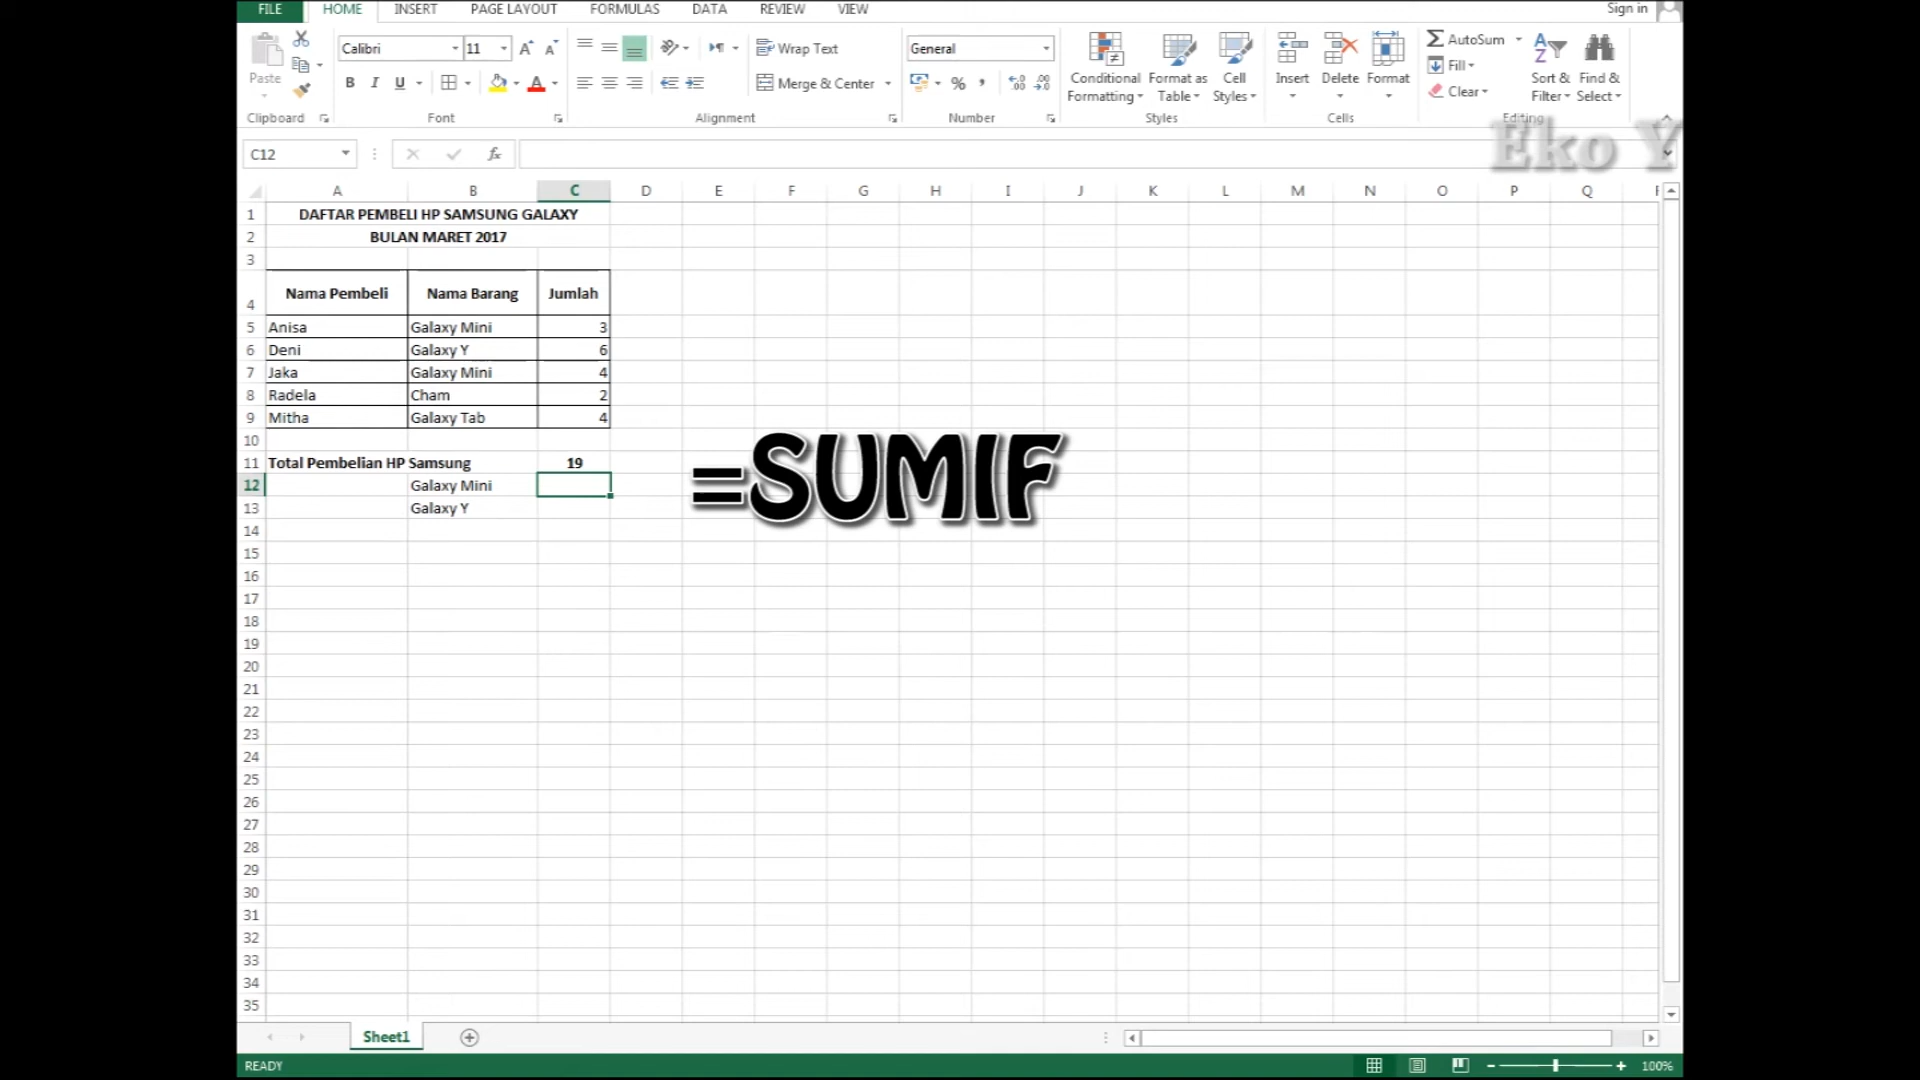 FILE HOME INSERT PAGE LAYOUT FORMULAS DATA REVIEW VIEW Sign in
Calibri 11 Wrap Text General AutoSum
Paste B I U Merge & Center % , Conditional Formatting Format as Table Cell Styles Insert Delete Format Fill Clear Sort & Filter Find & Select
Clipboard Font Alignment Number Styles Cells Editing
Eko Y
C12 fx
A B C D E F G H I J K L M N O P Q
1 DAFTAR PEMBELI HP SAMSUNG GALAXY
2 BULAN MARET 2017
3
4 Nama Pembeli Nama Barang Jumlah
5 Anisa Galaxy Mini 3
6 Deni Galaxy Y 6
7 Jaka Galaxy Mini 4
8 Radela Cham 2
9 Mitha Galaxy Tab 4
10
11 Total Pembelian HP Samsung 19
12 Galaxy Mini
13 Galaxy Y
=SUMIF
14
15
16
17
18
19
20
21
22
23
24
25
26
27
28
29
30
31
32
33
34
35
Sheet1
READY 100%